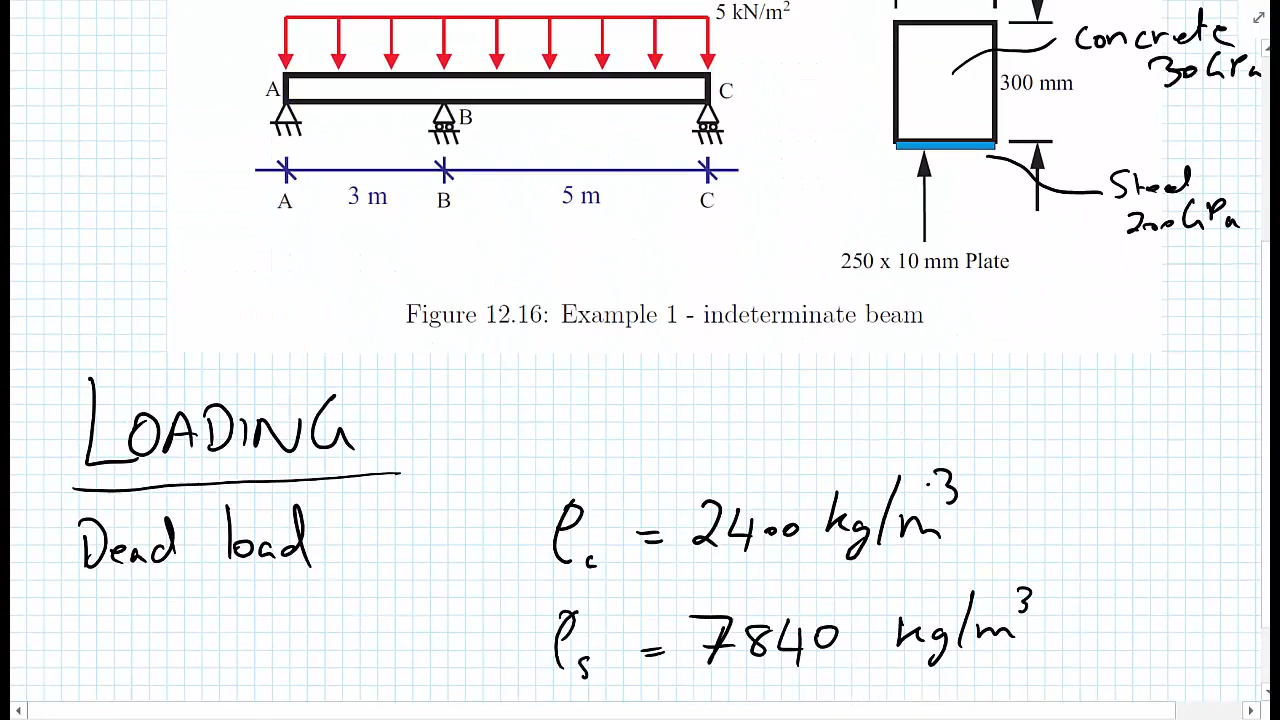 5 kN/m²
A
B
C
3 m
5 m
A
B
C
concrete
30 GPa
300 mm
Steel
200 GPa
250 x 10 mm Plate
Figure 12.16: Example 1 - indeterminate beam
LOADING
Dead load
ρc = 2400 kg/m³
ρs = 7840 kg/m³